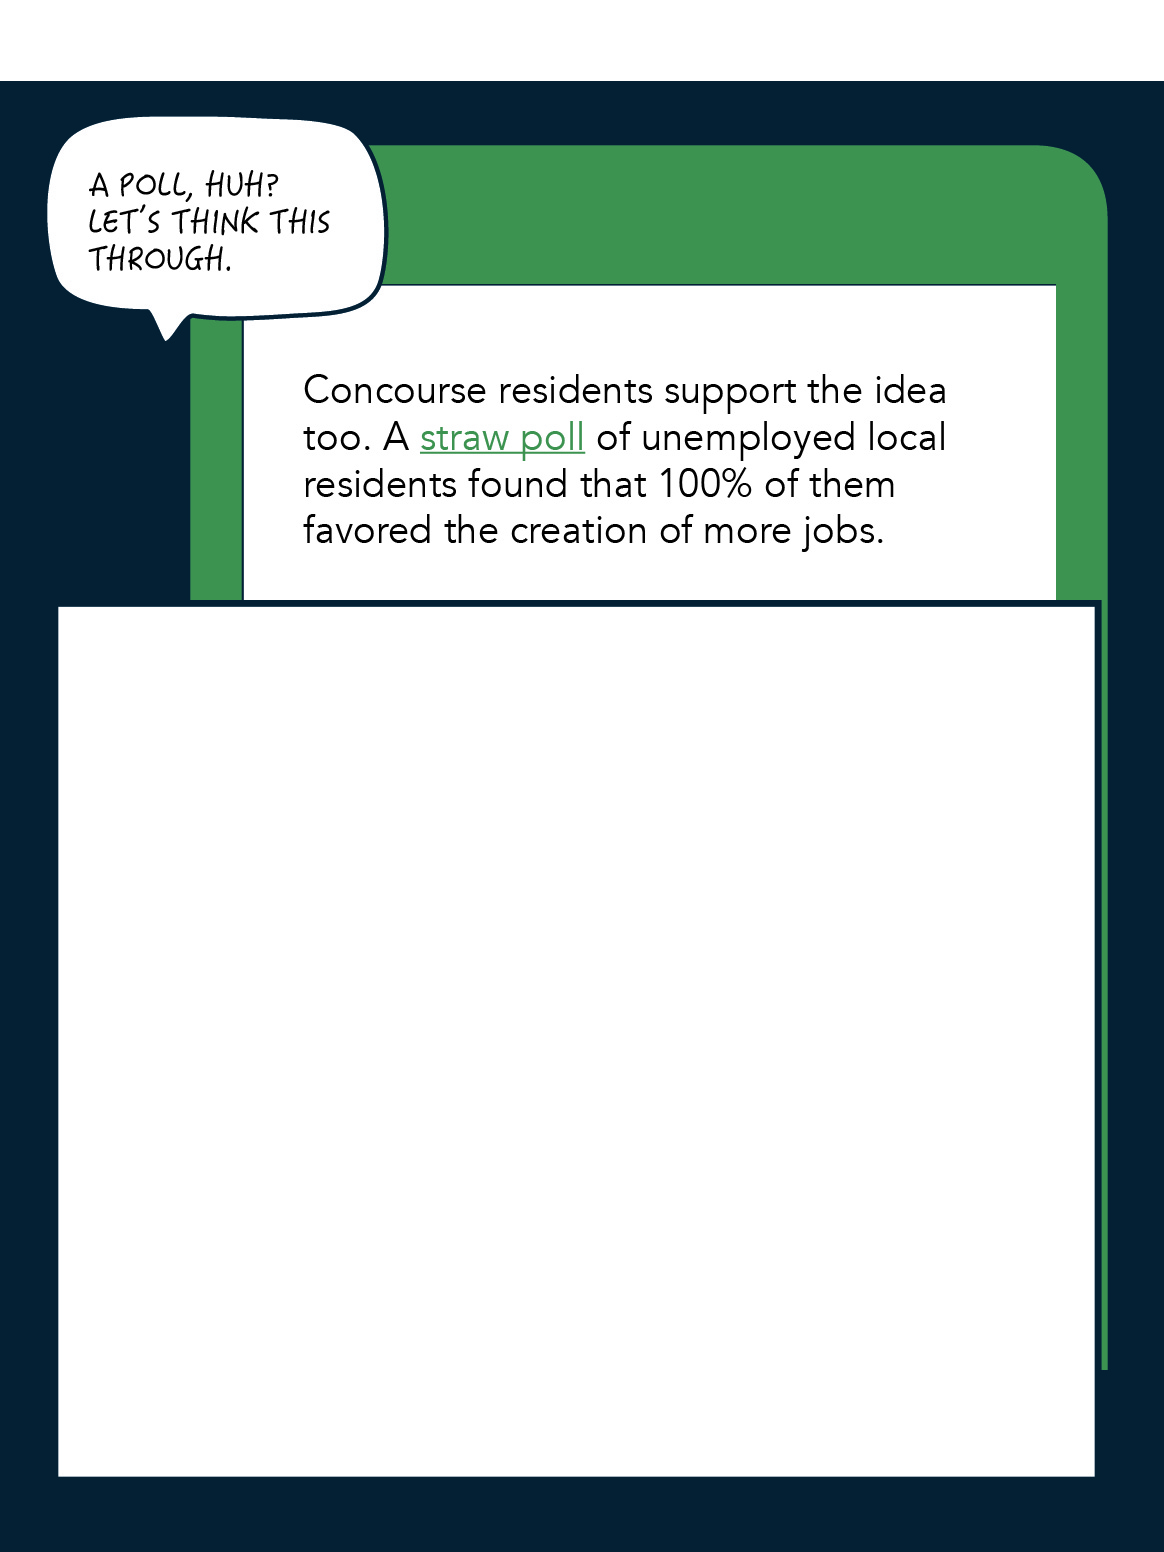 A POLL, HUH?
LET'S THINK THIS
THROUGH.
Concourse residents support the idea
too. A straw poll of unemployed local
residents found that 100% of them
favored the creation of more jobs.